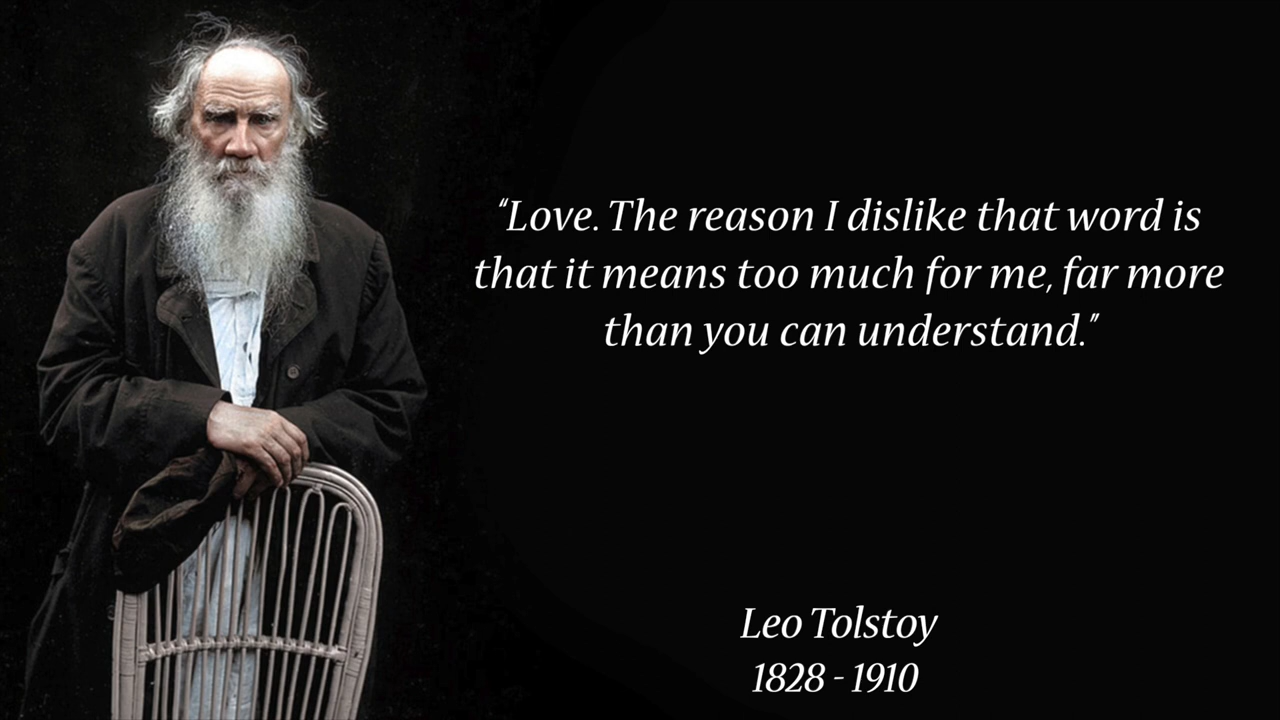 “Love. The reason I dislike that word is
that it means too much for me, far more
than you can understand.”
Leo Tolstoy
1828 - 1910